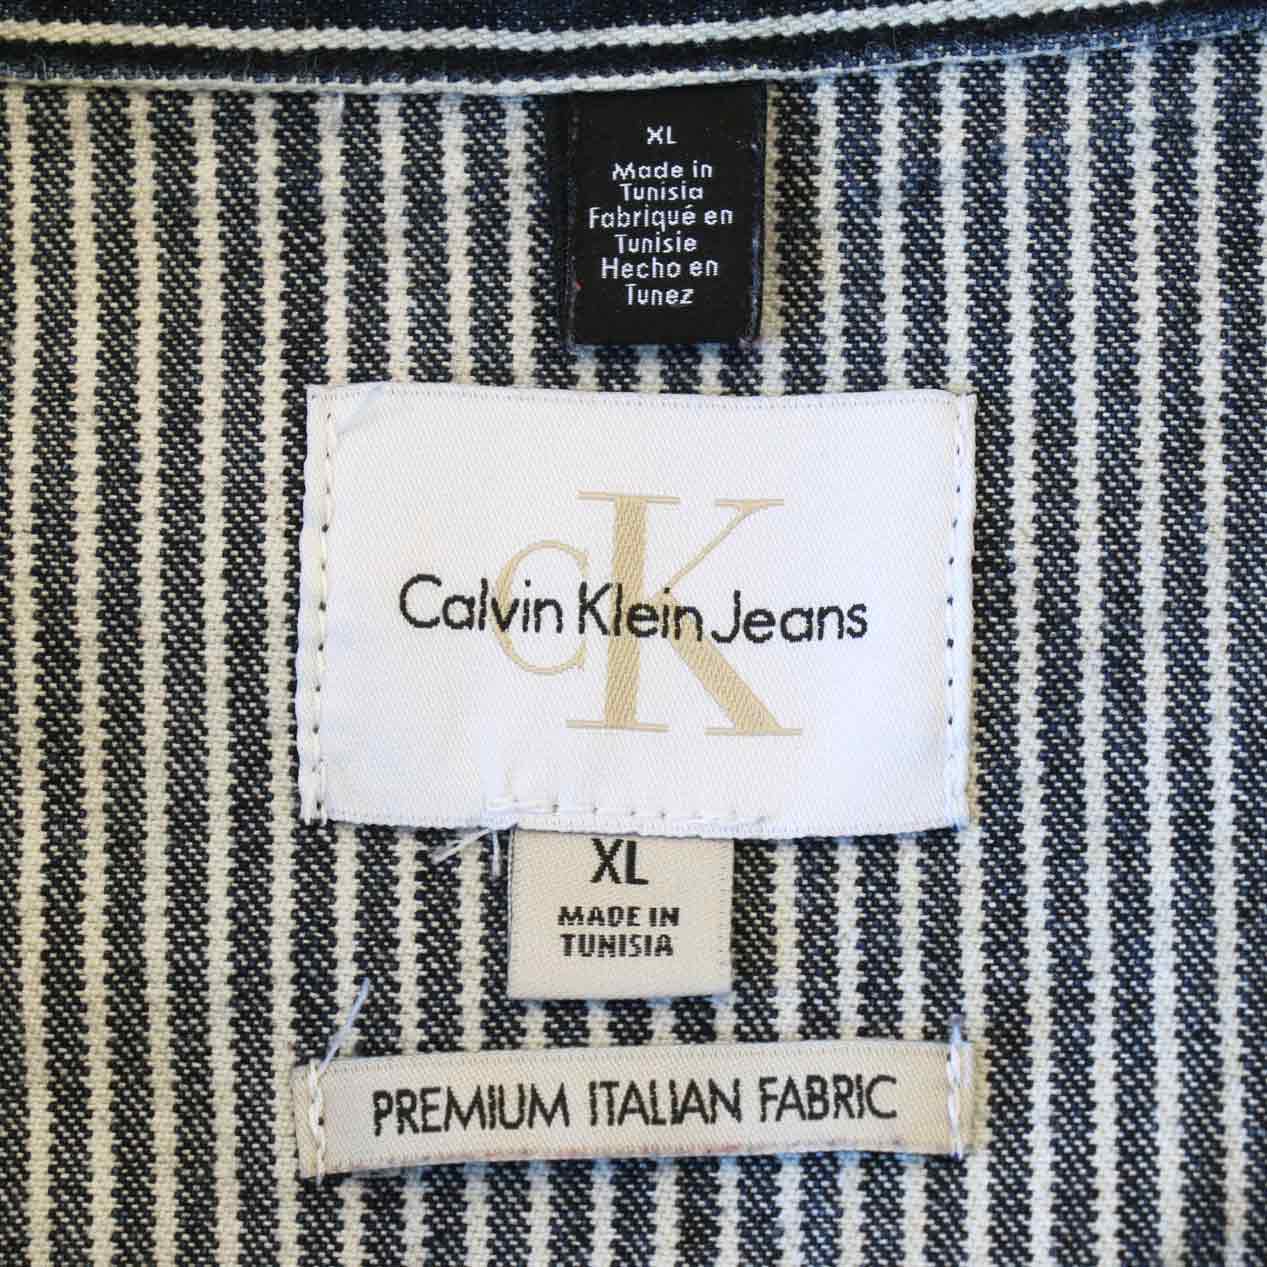 XL
Made in
Tunisia
Fabriqué en
Tunisie
Hecho en
Tunez
cK
Calvin Klein Jeans
XL
MADE IN
TUNISIA
PREMIUM ITALIAN FABRIC